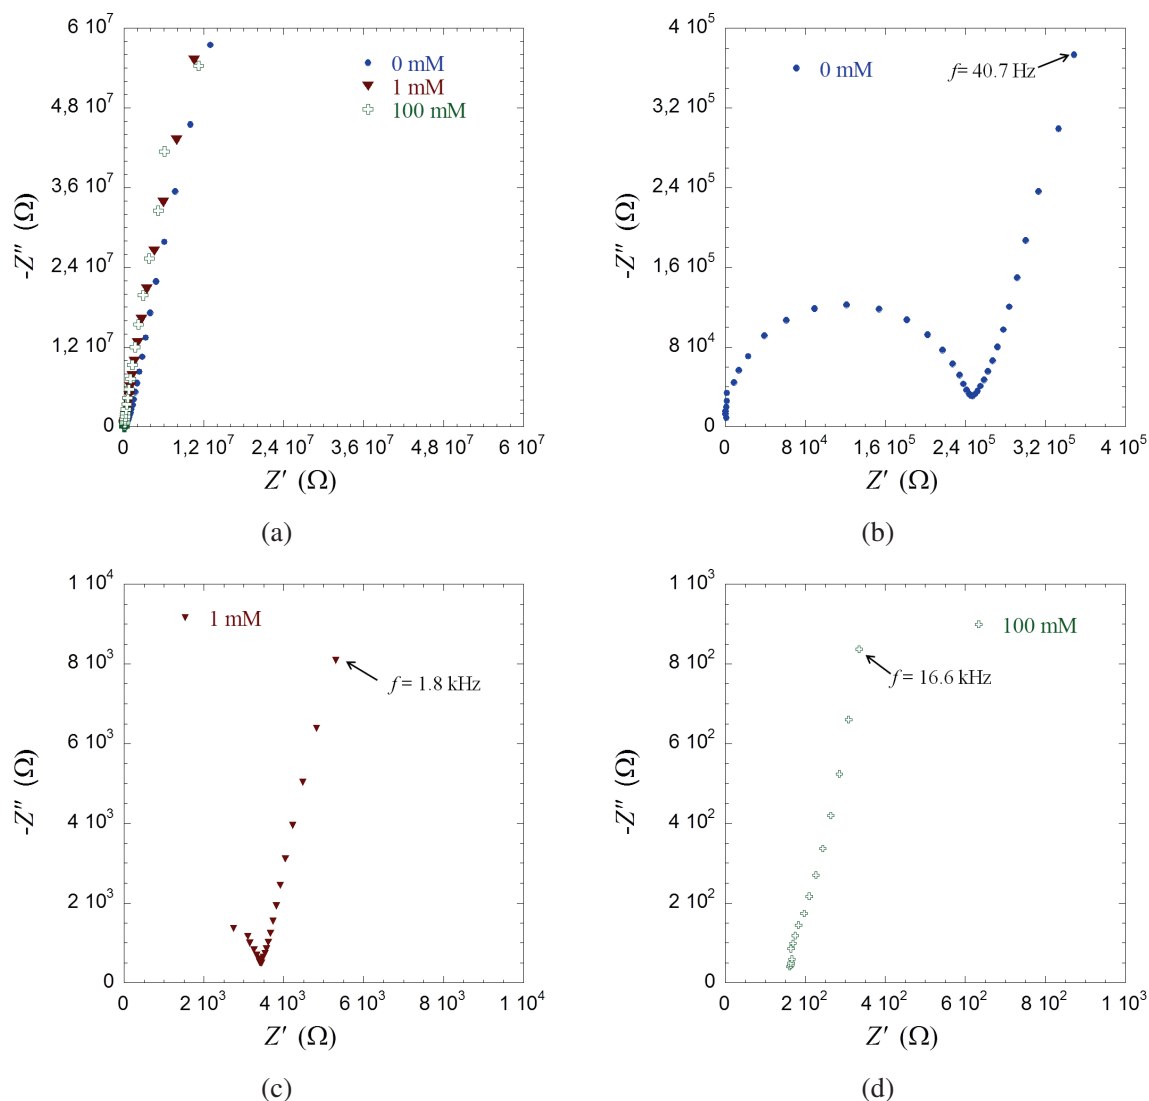 6 10⁷
4,8 10⁷
3,6 10⁷
2,4 10⁷
1,2 10⁷
0
-Z″ (Ω)
0 mM
1 mM
100 mM
0 1,2 10⁷ 2,4 10⁷ 3,6 10⁷ 4,8 10⁷ 6 10⁷
Z′ (Ω)
(a)
4 10⁵
3,2 10⁵
2,4 10⁵
1,6 10⁵
8 10⁴
0
-Z″ (Ω)
0 mM
f = 40.7 Hz
0 8 10⁴ 1,6 10⁵ 2,4 10⁵ 3,2 10⁵ 4 10⁵
Z′ (Ω)
(b)
1 10⁴
8 10³
6 10³
4 10³
2 10³
0
-Z″ (Ω)
1 mM
f = 1.8 kHz
0 2 10³ 4 10³ 6 10³ 8 10³ 1 10⁴
Z′ (Ω)
(c)
1 10³
8 10²
6 10²
4 10²
2 10²
0
-Z″ (Ω)
100 mM
f = 16.6 kHz
0 2 10² 4 10² 6 10² 8 10² 1 10³
Z′ (Ω)
(d)